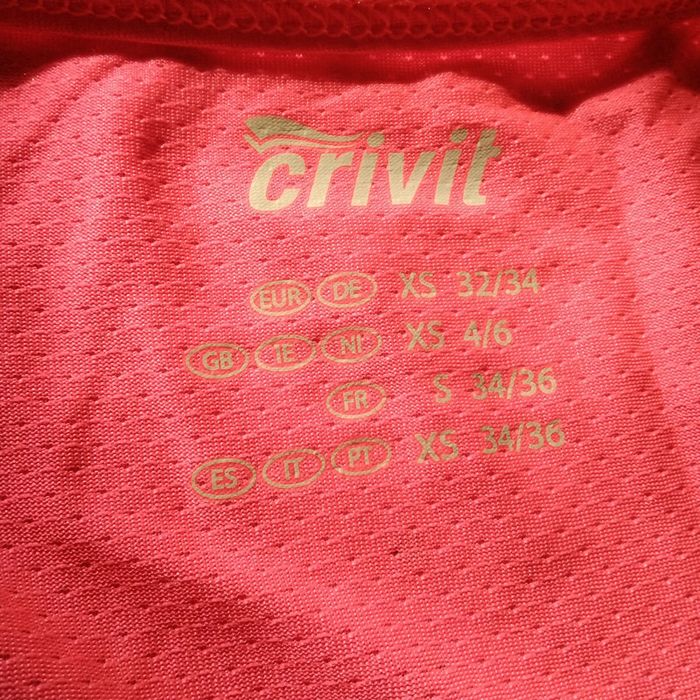 crivit
EUR DE XS 32/34
GB IE NI XS 4/6
FR S 34/36
ES IT PT XS 34/36